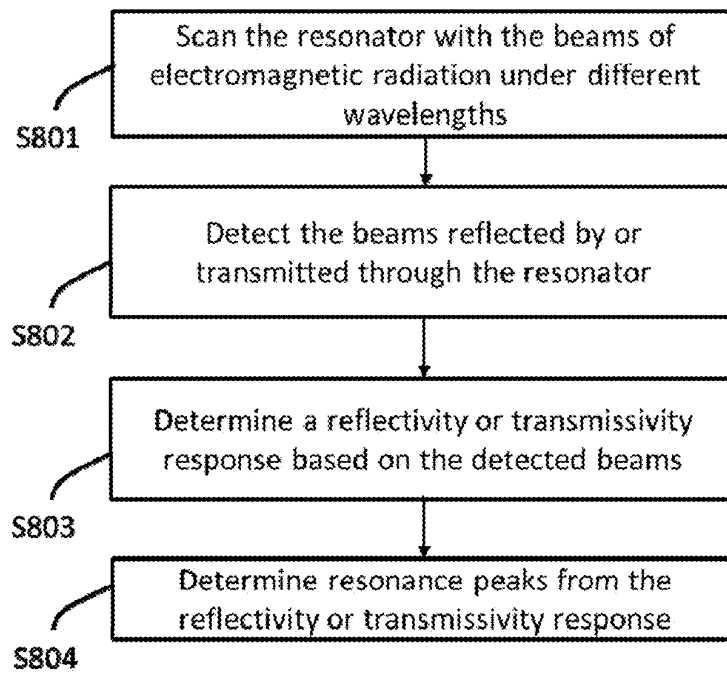 Scan the resonator with the beams of
electromagnetic radiation under different
wavelengths
S801
Detect the beams reflected by or
transmitted through the resonator
S802
Determine a reflectivity or transmissivity
response based on the detected beams
S803
Determine resonance peaks from the
reflectivity or transmissivity response
S804